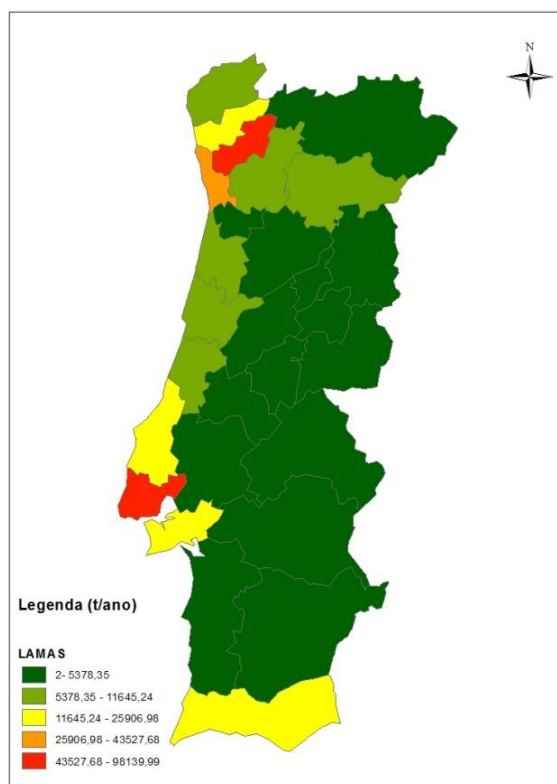 N
Legenda (t/ano)
LAMAS
2- 5378,35
5378,35 - 11645,24
11645,24 - 25906,98
25906,98 - 43527,68
43527,68 - 98139,99